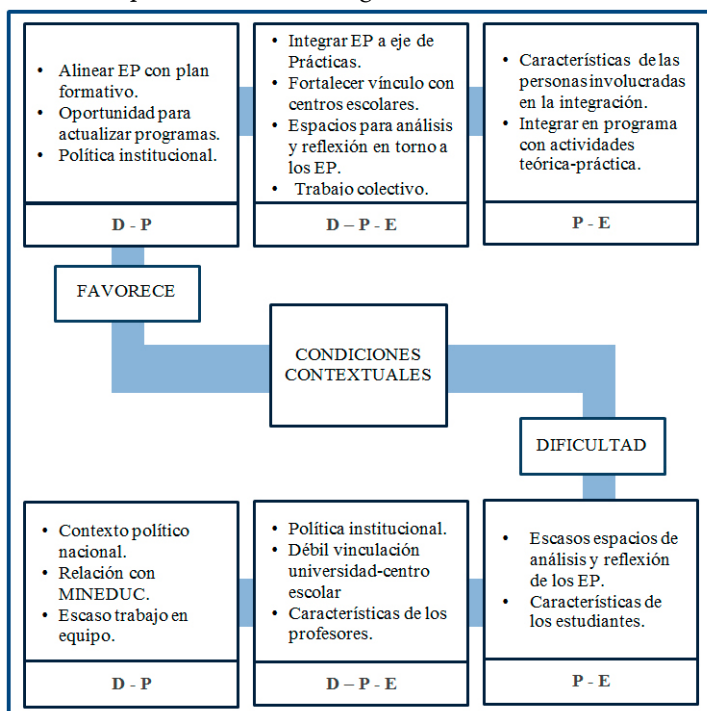 • Alinear EP con plan
formativo.
• Oportunidad para
actualizar programas.
• Política institucional.
D - P
• Integrar EP a eje de
Prácticas.
• Fortalecer vínculo con
centros escolares.
• Espacios para análisis
y reflexión en torno a
los EP.
• Trabajo colectivo.
D – P - E
• Características de las
personas involucradas
en la integración.
• Integrar en programa
con actividades
teórica-práctica.
P - E
FAVORECE
CONDICIONES
CONTEXTUALES
DIFICULTAD
• Contexto político
nacional.
• Relación con
MINEDUC.
• Escaso trabajo en
equipo.
D - P
• Política institucional.
• Débil vinculación
universidad-centro
escolar
• Características de los
profesores.
D – P - E
• Escasos espacios de
análisis y reflexión
de los EP.
• Características de
los estudiantes.
P - E